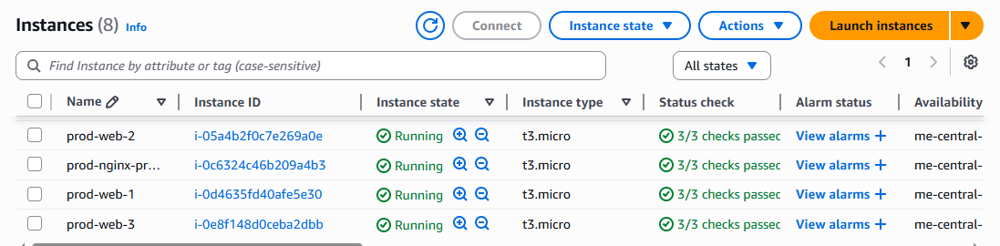 Instances (8) Info Connect Instance state Actions Launch instances
Find Instance by attribute or tag (case-sensitive) All states 1
Name Instance ID Instance state Instance type Status check Alarm status Availability
prod-web-2 i-05a4b2f0c7e269a0e Running t3.micro 3/3 checks passec View alarms + me-central-
prod-nginx-pr... i-0c6324c46b209a4b3 Running t3.micro 3/3 checks passec View alarms + me-central-
prod-web-1 i-0d4635fd40afe5e30 Running t3.micro 3/3 checks passec View alarms + me-central-
prod-web-3 i-0e8f148d0ceba2dbb Running t3.micro 3/3 checks passec View alarms + me-central-